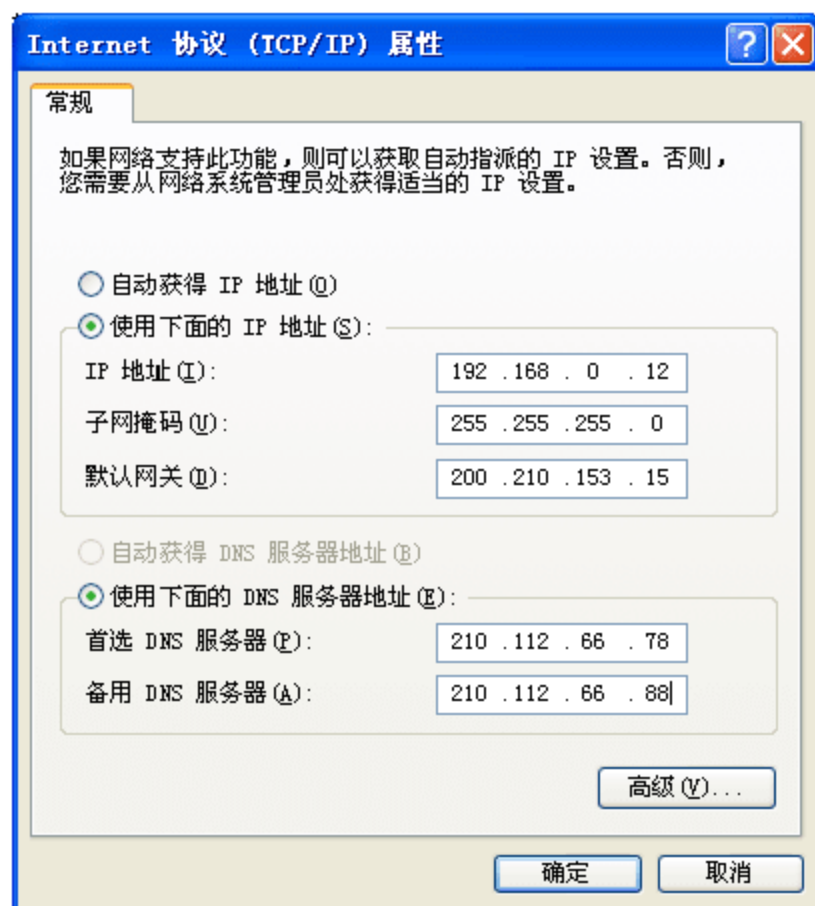 Internet 协议 (TCP/IP) 属性
常规
如果网络支持此功能，则可以获取自动指派的 IP 设置。否则，
您需要从网络系统管理员处获得适当的 IP 设置。
自动获得 IP 地址(O)
使用下面的 IP 地址(S):
IP 地址(I): 192 .168 . 0 . 12
子网掩码(U): 255 .255 .255 . 0
默认网关(D): 200 .210 .153 . 15
自动获得 DNS 服务器地址(B)
使用下面的 DNS 服务器地址(E):
首选 DNS 服务器(P): 210 .112 . 66 . 78
备用 DNS 服务器(A): 210 .112 . 66 . 88
高级(V)...
确定 取消